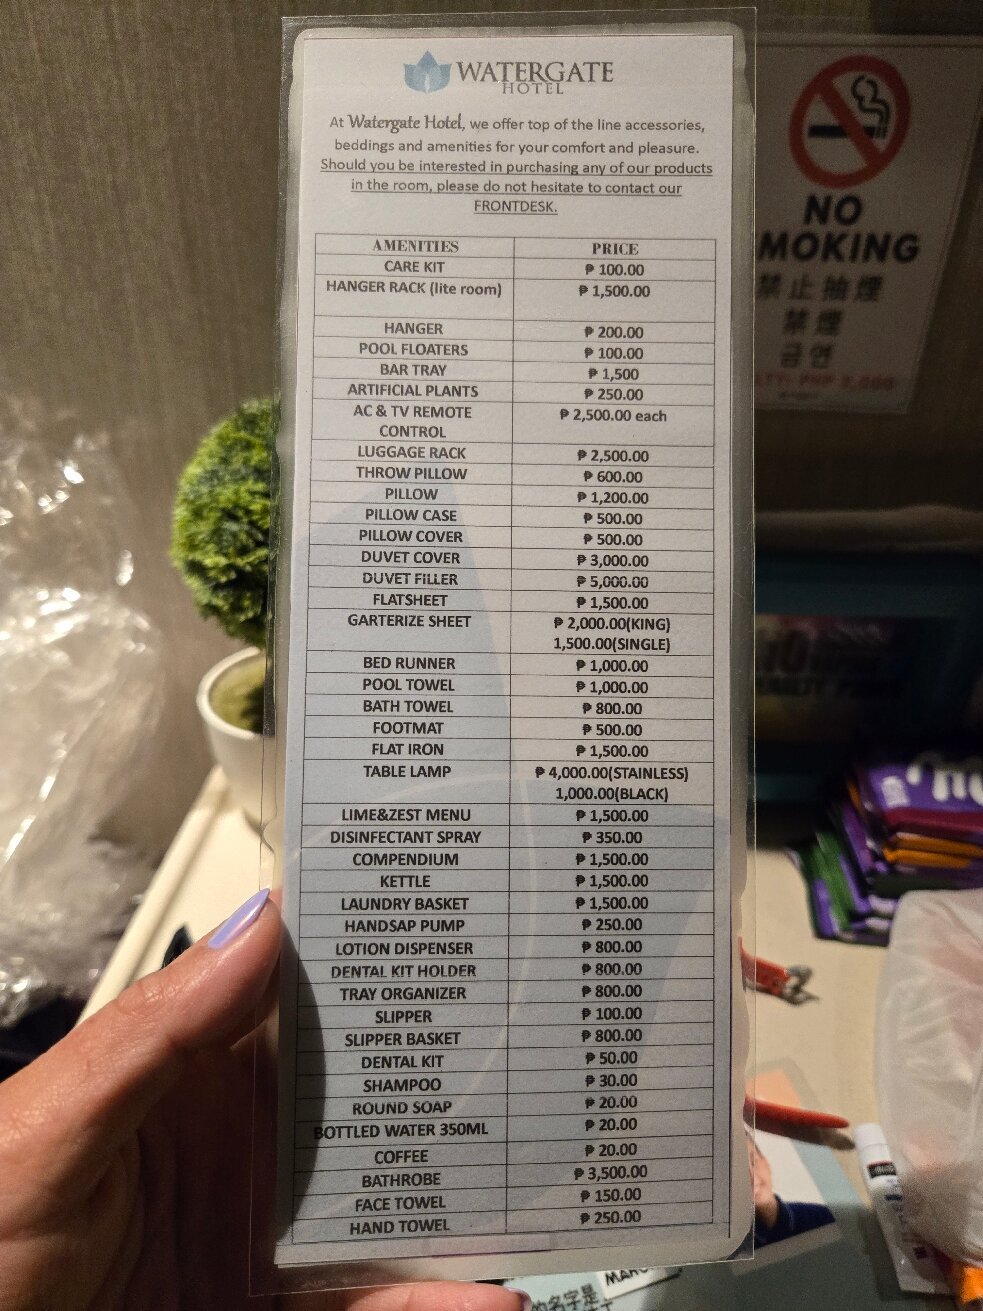 WATERGATE
HOTEL
At Watergate Hotel, we offer top of the line accessories,
beddings and amenities for your comfort and pleasure.
Should you be interested in purchasing any of our products
in the room, please do not hesitate to contact our
FRONTDESK.
AMENITIES PRICE
CARE KIT ₱ 100.00
HANGER RACK (lite room) ₱ 1,500.00
HANGER ₱ 200.00
POOL FLOATERS ₱ 100.00
BAR TRAY ₱ 1,500
ARTIFICIAL PLANTS ₱ 250.00
AC & TV REMOTE ₱ 2,500.00 each
CONTROL
LUGGAGE RACK ₱ 2,500.00
THROW PILLOW ₱ 600.00
PILLOW ₱ 1,200.00
PILLOW CASE ₱ 500.00
PILLOW COVER ₱ 500.00
DUVET COVER ₱ 3,000.00
DUVET FILLER ₱ 5,000.00
FLATSHEET ₱ 1,500.00
GARTERIZE SHEET ₱ 2,000.00(KING)
1,500.00(SINGLE)
BED RUNNER ₱ 1,000.00
POOL TOWEL ₱ 1,000.00
BATH TOWEL ₱ 800.00
FOOTMAT ₱ 500.00
FLAT IRON ₱ 1,500.00
TABLE LAMP ₱ 4,000.00(STAINLESS)
1,000.00(BLACK)
LIME&ZEST MENU ₱ 1,500.00
DISINFECTANT SPRAY ₱ 350.00
COMPENDIUM ₱ 1,500.00
KETTLE ₱ 1,500.00
LAUNDRY BASKET ₱ 1,500.00
HANDSAP PUMP ₱ 250.00
LOTION DISPENSER ₱ 800.00
DENTAL KIT HOLDER ₱ 800.00
TRAY ORGANIZER ₱ 800.00
SLIPPER ₱ 100.00
SLIPPER BASKET ₱ 800.00
DENTAL KIT ₱ 50.00
SHAMPOO ₱ 30.00
ROUND SOAP ₱ 20.00
BOTTLED WATER 350ML ₱ 20.00
COFFEE ₱ 20.00
BATHROBE ₱ 3,500.00
FACE TOWEL ₱ 150.00
HAND TOWEL ₱ 250.00
NO
MOKING
禁止抽煙
禁煙
금연
的名字是